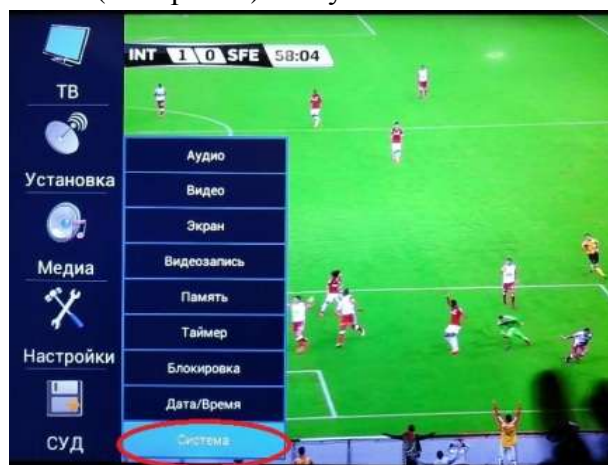 INT 1 0 SFE 58:04
ТВ
Установка
Медиа
Настройки
СУД
Аудио
Видео
Экран
Видеозапись
Память
Таймер
Блокировка
Дата/Время
Система